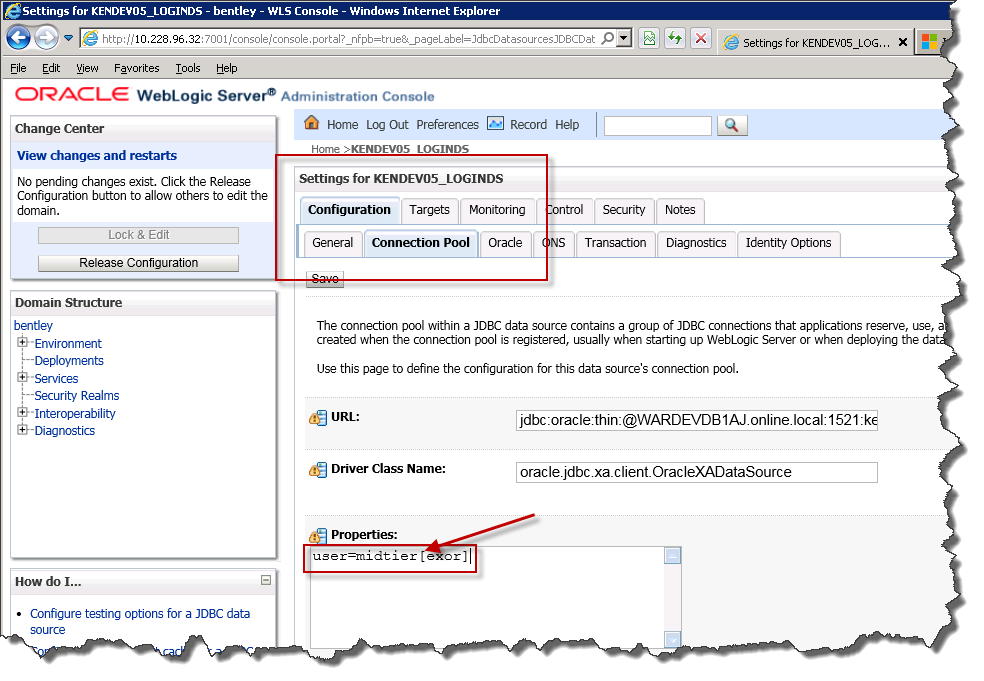 Settings for KENDEV05_LOGINDS - bentley - WLS Console - Windows Internet Explorer
http://10.228.96.32:7001/console/console.portal?_nfpb=true&_pageLabel=JdbcDatasourcesJDBCDat
Settings for KENDEV05_LOG...
File Edit View Favorites Tools Help
ORACLE WebLogic Server® Administration Console
Change Center
View changes and restarts
No pending changes exist. Click the Release
Configuration button to allow others to edit the
domain.
Lock & Edit
Release Configuration
Domain Structure
bentley
Environment
Deployments
Services
Security Realms
Interoperability
Diagnostics
How do I...
Configure testing options for a JDBC data
source
Home Log Out Preferences Record Help
Home >KENDEV05_LOGINDS
Settings for KENDEV05_LOGINDS
Configuration Targets Monitoring Control Security Notes
General Connection Pool Oracle ONS Transaction Diagnostics Identity Options
Save
The connection pool within a JDBC data source contains a group of JDBC connections that applications reserve, use, a
created when the connection pool is registered, usually when starting up WebLogic Server or when deploying the data
Use this page to define the configuration for this data source's connection pool.
URL:
jdbc:oracle:thin:@WARDEVDB1AJ.online.local:1521:ke
Driver Class Name:
oracle.jdbc.xa.client.OracleXADataSource
Properties:
user=midtier[exor]